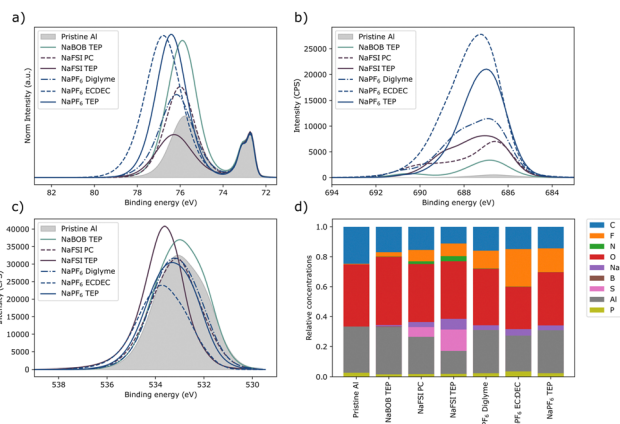 a)
Norm Intensity (a.u.)
Pristine Al
NaBOB TEP
NaFSI PC
NaFSI TEP
NaPF6 Diglyme
NaPF6 ECDEC
NaPF6 TEP
82 80 78 76 74 72
Binding energy (eV)
b)
Intensity (CPS)
25000
20000
15000
10000
5000
0
Pristine Al
NaBOB TEP
NaFSI PC
NaFSI TEP
NaPF6 Diglyme
NaPF6 ECDEC
NaPF6 TEP
694 692 690 688 686 684
Binding energy (eV)
c)
40000
35000
30000
25000
20000
15000
10000
5000
0
Pristine Al
NaBOB TEP
NaFSI PC
NaFSI TEP
NaPF6 Diglyme
NaPF6 ECDEC
NaPF6 TEP
538 536 534 532 530
Binding energy (eV)
d)
Relative concentrations
1.0
0.8
0.6
0.4
0.2
0.0
Pristine Al
NaBOB TEP
NaFSI PC
NaFSI TEP
PF6 Diglyme
PF6 EC:DEC
NaPF6 TEP
C
F
N
O
Na
B
S
Al
P